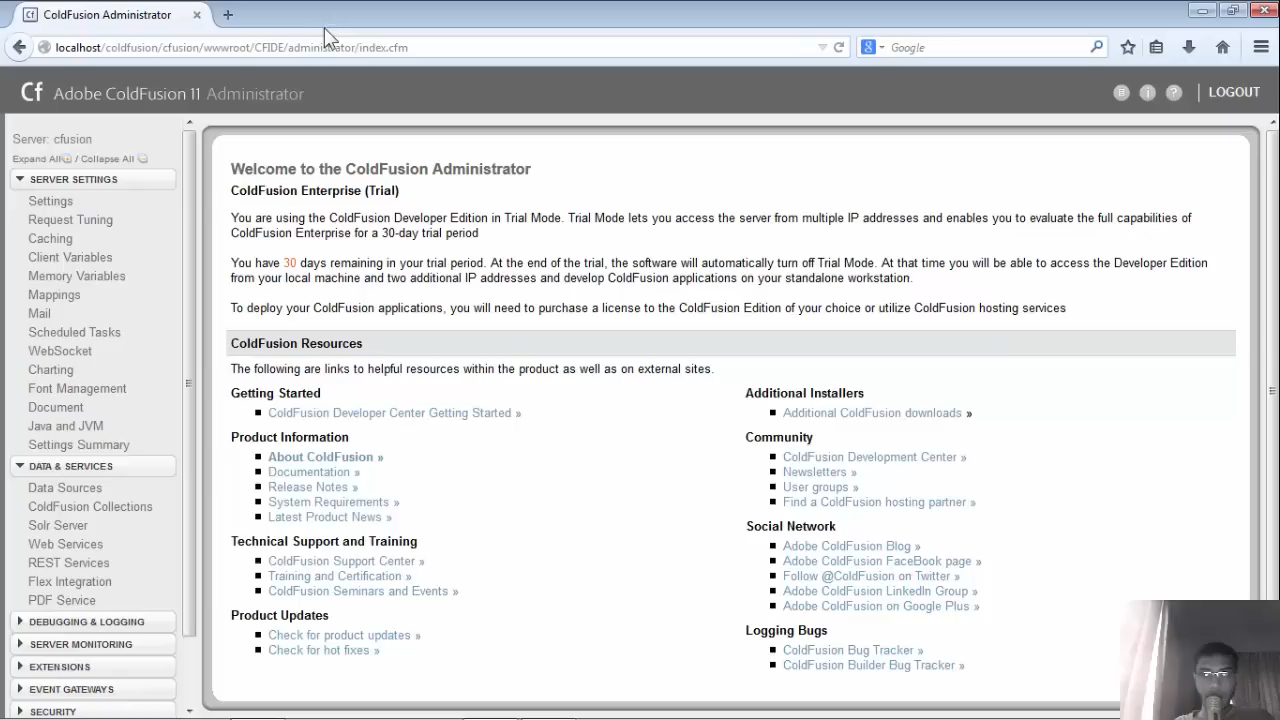 ColdFusion Administrator
localhost/coldfusion/cfusion/wwwroot/CFIDE/administrator/index.cfm
Google
Cf Adobe ColdFusion 11 Administrator
LOGOUT
Server: cfusion
Expand All / Collapse All
SERVER SETTINGS
Settings
Request Tuning
Caching
Client Variables
Memory Variables
Mappings
Mail
Scheduled Tasks
WebSocket
Charting
Font Management
Document
Java and JVM
Settings Summary
DATA & SERVICES
Data Sources
ColdFusion Collections
Solr Server
Web Services
REST Services
Flex Integration
PDF Service
DEBUGGING & LOGGING
SERVER MONITORING
EXTENSIONS
EVENT GATEWAYS
SECURITY
Welcome to the ColdFusion Administrator
ColdFusion Enterprise (Trial)
You are using the ColdFusion Developer Edition in Trial Mode. Trial Mode lets you access the server from multiple IP addresses and enables you to evaluate the full capabilities of
ColdFusion Enterprise for a 30-day trial period
You have 30 days remaining in your trial period. At the end of the trial, the software will automatically turn off Trial Mode. At that time you will be able to access the Developer Edition
from your local machine and two additional IP addresses and develop ColdFusion applications on your standalone workstation.
To deploy your ColdFusion applications, you will need to purchase a license to the ColdFusion Edition of your choice or utilize ColdFusion hosting services
ColdFusion Resources
The following are links to helpful resources within the product as well as on external sites.
Getting Started
ColdFusion Developer Center Getting Started »
Product Information
About ColdFusion »
Documentation »
Release Notes »
System Requirements »
Latest Product News »
Technical Support and Training
ColdFusion Support Center »
Training and Certification »
ColdFusion Seminars and Events »
Product Updates
Check for product updates »
Check for hot fixes »
Additional Installers
Additional ColdFusion downloads »
Community
ColdFusion Development Center »
Newsletters »
User groups »
Find a ColdFusion hosting partner »
Social Network
Adobe ColdFusion Blog »
Adobe ColdFusion FaceBook page »
Follow @ColdFusion on Twitter »
Adobe ColdFusion LinkedIn Group »
Adobe ColdFusion on Google Plus »
Logging Bugs
ColdFusion Bug Tracker »
ColdFusion Builder Bug Tracker »